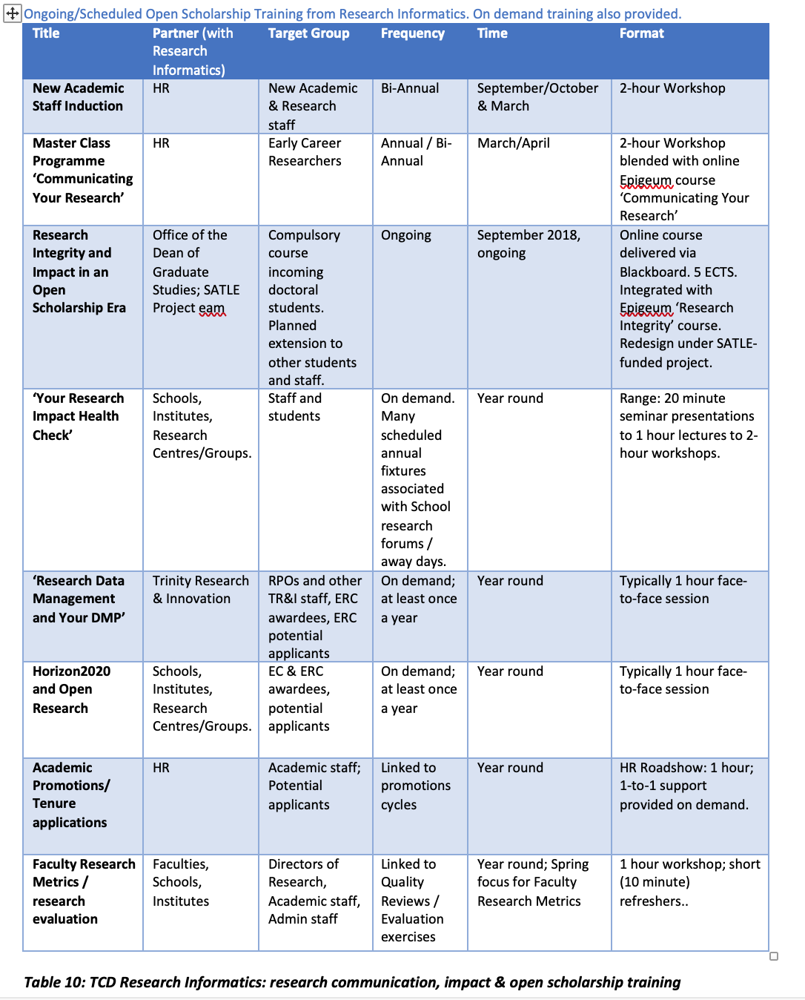 Ongoing/Scheduled Open Scholarship Training from Research Informatics. On demand training also provided.
Title
Partner (with
Research
Informatics)
Target Group
Frequency
Time
Format
New Academic
Staff Induction
HR
New Academic
& Research
staff
Bi-Annual
September/October
& March
2-hour Workshop
Master Class
Programme
‘Communicating
Your Research’
HR
Early Career
Researchers
Annual / Bi-
Annual
March/April
2-hour Workshop
blended with online
Epigeum course
‘Communicating Your
Research’
Research
Integrity and
Impact in an
Open
Scholarship Era
Office of the
Dean of
Graduate
Studies; SATLE
Project eam
Compulsory
course
incoming
doctoral
students.
Planned
extension to
other students
and staff.
Ongoing
September 2018,
ongoing
Online course
delivered via
Blackboard. 5 ECTS.
Integrated with
Epigeum ‘Research
Integrity’ course.
Redesign under SATLE-
funded project.
‘Your Research
Impact Health
Check’
Schools,
Institutes,
Research
Centres/Groups.
Staff and
students
On demand.
Many
scheduled
annual
fixtures
associated
with School
research
forums /
away days.
Year round
Range: 20 minute
seminar presentations
to 1 hour lectures to 2-
hour workshops.
‘Research Data
Management
and Your DMP’
Trinity Research
& Innovation
RPOs and other
TR&I staff, ERC
awardees, ERC
potential
applicants
On demand;
at least once
a year
Year round
Typically 1 hour face-
to-face session
Horizon2020
and Open
Research
Schools,
Institutes,
Research
Centres/Groups.
EC & ERC
awardees,
potential
applicants
On demand;
at least once
a year
Year round
Typically 1 hour face-
to-face session
Academic
Promotions/
Tenure
applications
HR
Academic staff;
Potential
applicants
Linked to
promotions
cycles
Year round
HR Roadshow: 1 hour;
1-to-1 support
provided on demand.
Faculty Research
Metrics /
research
evaluation
Faculties,
Schools,
Institutes
Directors of
Research,
Academic staff,
Admin staff
Linked to
Quality
Reviews /
Evaluation
exercises
Year round; Spring
focus for Faculty
Research Metrics
1 hour workshop; short
(10 minute)
refreshers..
Table 10: TCD Research Informatics: research communication, impact & open scholarship training